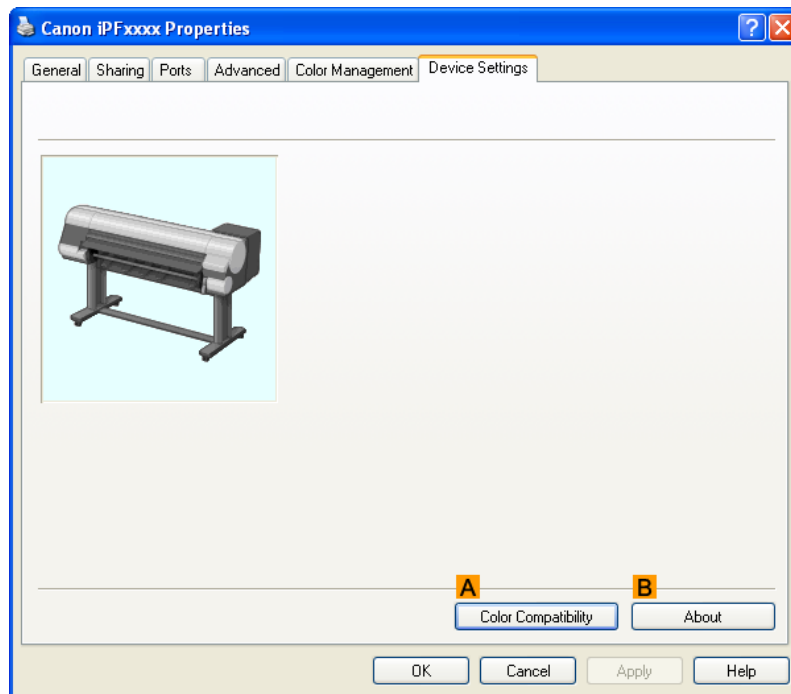 Canon iPFxxxx Properties
General Sharing Ports Advanced Color Management Device Settings
A B
Color Compatibility About
OK Cancel Apply Help